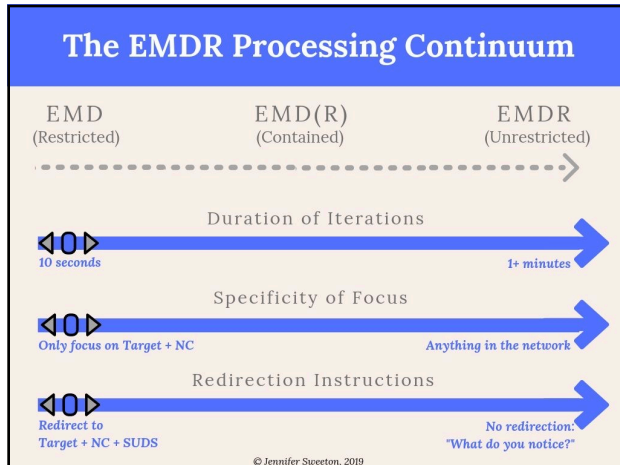 The EMDR Processing Continuum
EMD EMD(R) EMDR
(Restricted) (Contained) (Unrestricted)
Duration of Iterations
10 seconds 1+ minutes
Specificity of Focus
Only focus on Target + NC Anything in the network
Redirection Instructions
Redirect to No redirection:
Target + NC + SUDS "What do you notice?"
© Jennifer Sweeton, 2019